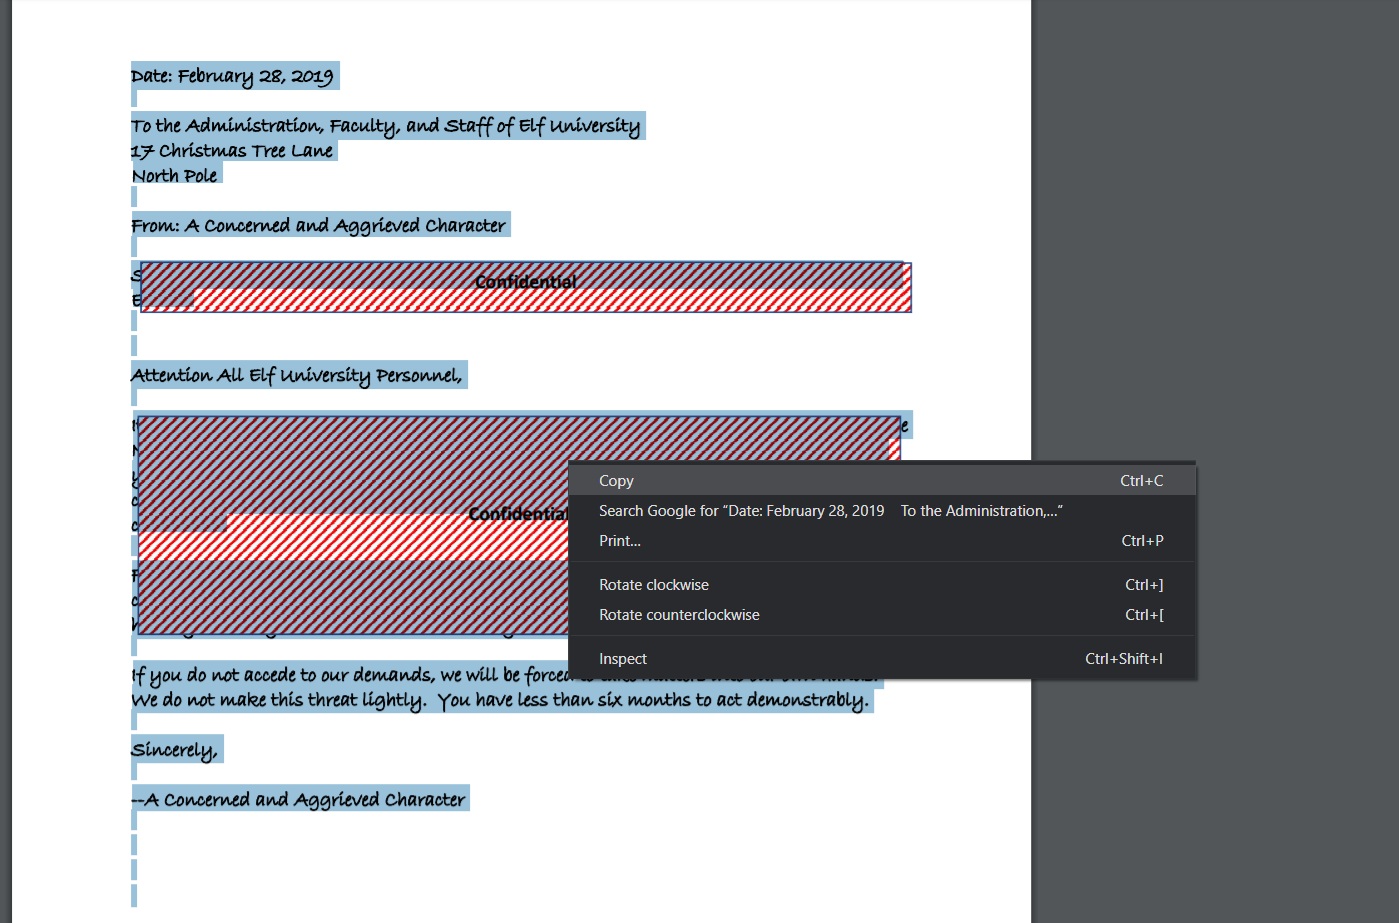 Date: February 28, 2019
To the Administration, Faculty, and Staff of Elf University
17 Christmas Tree Lane
North Pole
From: A Concerned and Aggrieved Character
S
Confidential
E
Attention All Elf University Personnel,
e
Confidential
Copy Ctrl+C
Search Google for “Date: February 28, 2019 To the Administration,...”
Print... Ctrl+P
Rotate clockwise Ctrl+]
Rotate counterclockwise Ctrl+[
Inspect Ctrl+Shift+I
If you do not accede to our demands, we will be forced
We do not make this threat lightly. You have less than six months to act demonstrably.
Sincerely,
--A Concerned and Aggrieved Character